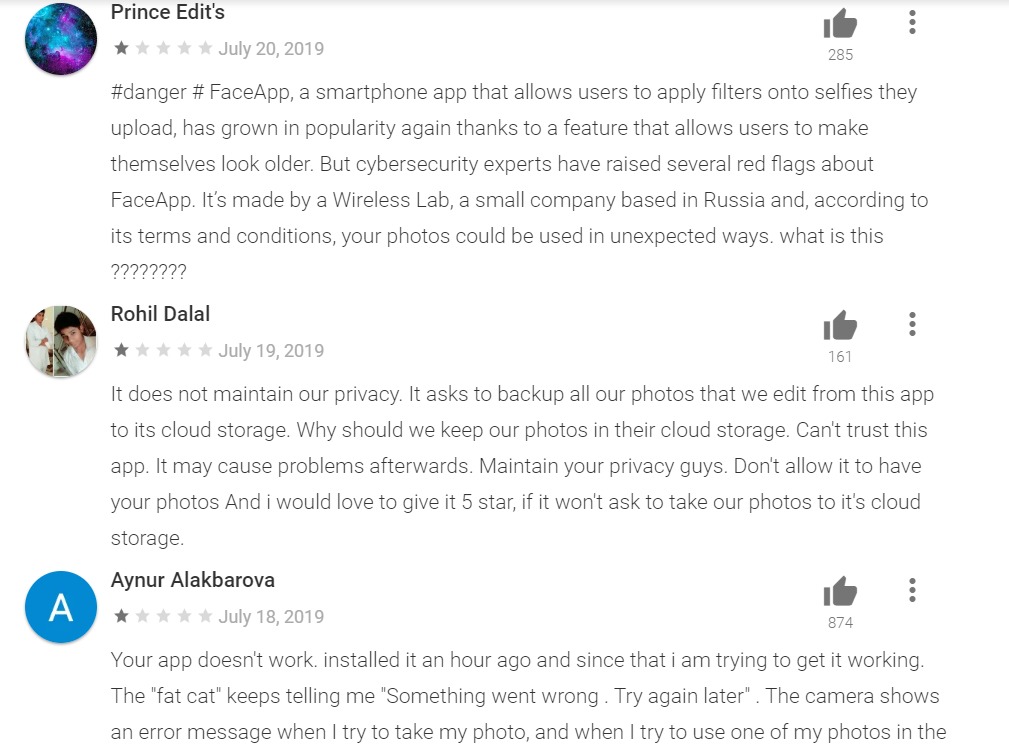 Prince Edit's
July 20, 2019
285
#danger # FaceApp, a smartphone app that allows users to apply filters onto selfies they
upload, has grown in popularity again thanks to a feature that allows users to make
themselves look older. But cybersecurity experts have raised several red flags about
FaceApp. It’s made by a Wireless Lab, a small company based in Russia and, according to
its terms and conditions, your photos could be used in unexpected ways. what is this
????????
Rohil Dalal
July 19, 2019
161
It does not maintain our privacy. It asks to backup all our photos that we edit from this app
to its cloud storage. Why should we keep our photos in their cloud storage. Can't trust this
app. It may cause problems afterwards. Maintain your privacy guys. Don't allow it to have
your photos And i would love to give it 5 star, if it won't ask to take our photos to it's cloud
storage.
A
Aynur Alakbarova
July 18, 2019
874
Your app doesn't work. installed it an hour ago and since that i am trying to get it working.
The "fat cat" keeps telling me "Something went wrong . Try again later" . The camera shows
an error message when I try to take my photo, and when I try to use one of my photos in the